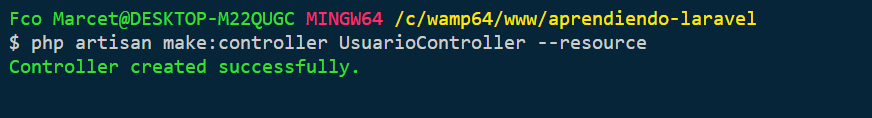 Fco Marcet@DESKTOP-M22QUGC MINGW64 /c/wamp64/www/aprendiendo-laravel
$ php artisan make:controller UsuarioController --resource
Controller created successfully.